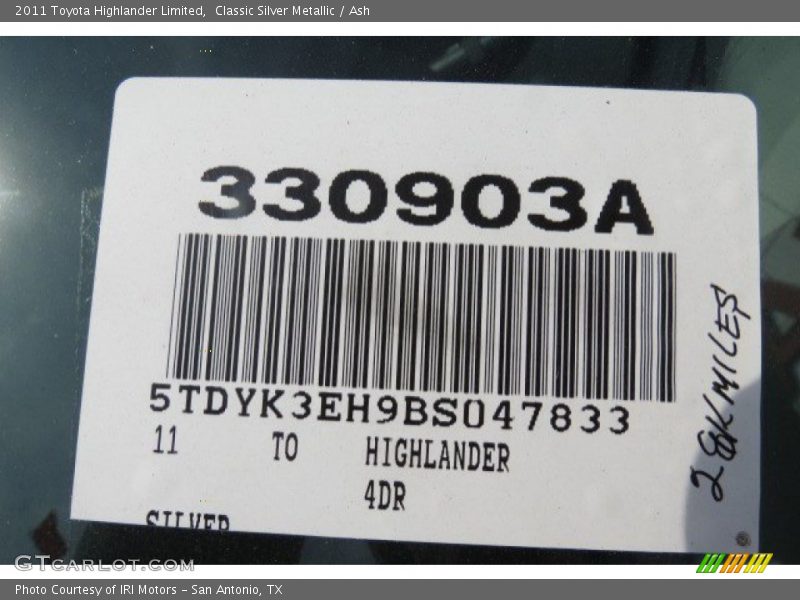 2011 Toyota Highlander Limited,  Classic Silver Metallic / Ash
330903A
5TDYK3EH9BS047833
11 TO HIGHLANDER
4DR
SILVER
28K MILES
GTCARLOT.COM
Photo Courtesy of IRI Motors - San Antonio, TX